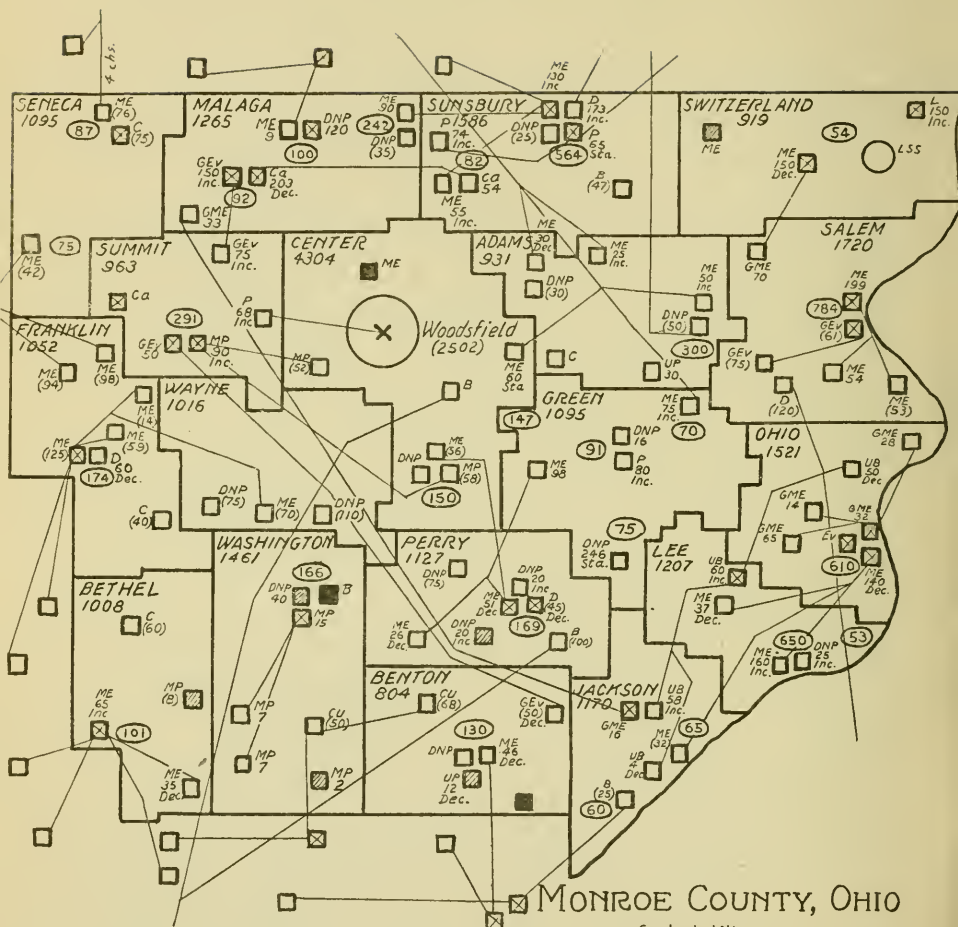 4 chs.
SENECA
1095
ME
(76)
87
C
(75)
75
ME
(42)
MALAGA
1265
ME
9
DNP
120
100
ME
90
242
DNP
(35)
GEv
150
Inc.
Ca
203
Dec.
92
GME
33
SUNSBURY
1586
P
74
Inc.
ME
130
Inc
D
173
Inc.
DNP
(25)
P
65
Sta.
82
564
Ca
54
ME
55
Inc.
B
(47)
SWITZERLAND
919
54
L
150
Inc
ME
ME
150
Dec.
LSS
SUMMIT
963
GEv
75
Inc.
Ca
291
GEv
50
MP
90
Inc.
CENTER
4304
ME
P
68
Inc
MP
(52)
Woodsfield
(2502)
ME
60
Sta
B
ADAMS
931
ME
30
Dec
DNP
(30)
ME
25
Inc
ME
50
Inc
DNP
(50)
300
C
UP
30
SALEM
1720
GME
70
ME
199
784
GEv
(61)
GEv
(75)
D
(120)
ME
54
ME
(53)
FRANKLIN
1052
ME
(94)
ME
(98)
ME
(14)
ME
(59)
ME
(125)
D
60
Dec.
174
C
(40)
WAYNE
1016
DNP
(75)
ME
(70)
DNP
(110)
147
ME
(56)
DNP
MP
(58)
150
GREEN
1095
ME
75
Inc.
70
DNP
16
91
P
80
Inc.
ME
98
75
DNP
246
Sta.
OHIO
1521
GME
28
UB
50
Dec
GME
14
GME
32
GME
65
Ev
610
ME
140
Dec.
650
53
ME
160
Inc
DNP
25
Inc.
LEE
1207
UB
60
Inc
ME
37
Dec
WASHINGTON
1461
166
DNP
40
B
MP
15
MP
7
MP
7
CU
(50)
MP
2
PERRY
1127
DNP
(75)
DNP
20
Inc
ME
51
Dec
D
(45)
Dec.
169
ME
26
Dec
DNP
20
Inc
B
(100)
BETHEL
1008
C
(60)
MP
(8)
ME
65
Inc
101
ME
35
Dec
BENTON
804
CU
(68)
GEv
(50)
Dec
130
DNP
ME
46
Dec.
UP
12
Dec.
JACKSON
1170
GME
16
UB
58
Inc.
65
ME
(32)
UB
4
Dec
B
(25)
60
MONROE COUNTY, OHIO